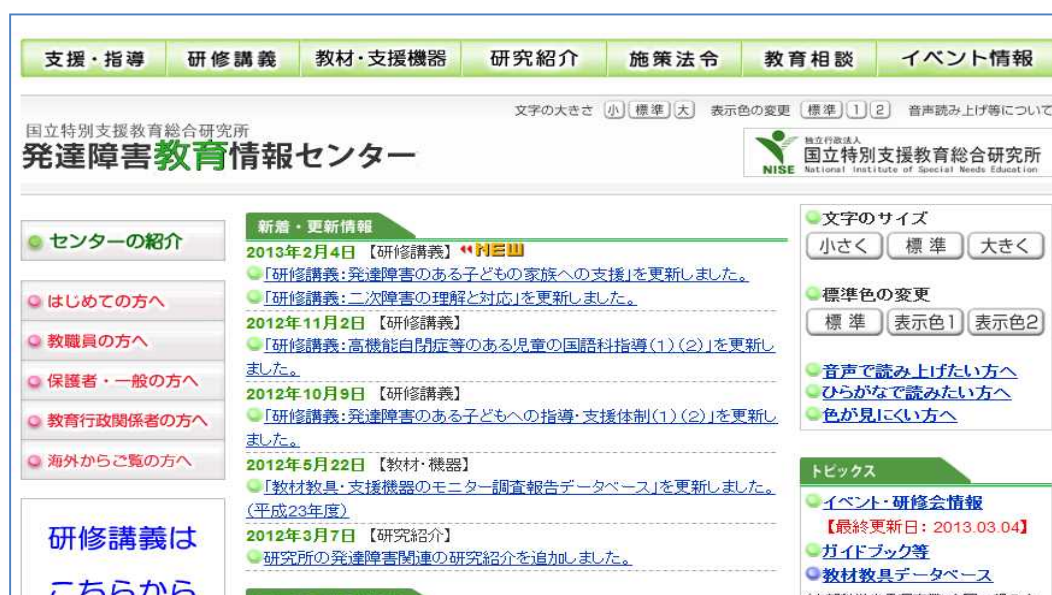 支援・指導 研修講義 教材・支援機器 研究紹介 施策法令 教育相談 イベント情報
文字の大きさ 小 標準 大 表示色の変更 標準 1 2 音声読み上げ等について
国立特別支援教育総合研究所
発達障害教育情報センター
独立行政法人
国立特別支援教育総合研究所
NISE National Institute of Special Needs Education
センターの紹介
はじめての方へ
教職員の方へ
保護者・一般の方へ
教育行政関係者の方へ
海外からご覧の方へ
研修講義は
こちらから
新着・更新情報
2013年2月4日 【研修講義】 NEW
「研修講義:発達障害のある子どもの家族への支援」を更新しました。
「研修講義:二次障害の理解と対応」を更新しました。
2012年11月2日 【研修講義】
「研修講義:高機能自閉症等のある児童の国語科指導(1)(2)」を更新し
ました。
2012年10月9日 【研修講義】
「研修講義:発達障害のある子どもへの指導・支援体制(1)(2)」を更新し
ました。
2012年5月22日 【教材・機器】
「教材教具・支援機器のモニター調査報告データベース」を更新しました。
(平成23年度)
2012年3月7日 【研究紹介】
研究所の発達障害関連の研究紹介を追加しました。
文字のサイズ
小さく 標準 大きく
標準色の変更
標準 表示色1 表示色2
音声で読み上げたい方へ
ひらがなで読みたい方へ
色が見にくい方へ
トピックス
イベント・研修会情報
【最終更新日：2013.03.04】
ガイドブック等
教材教具データベース